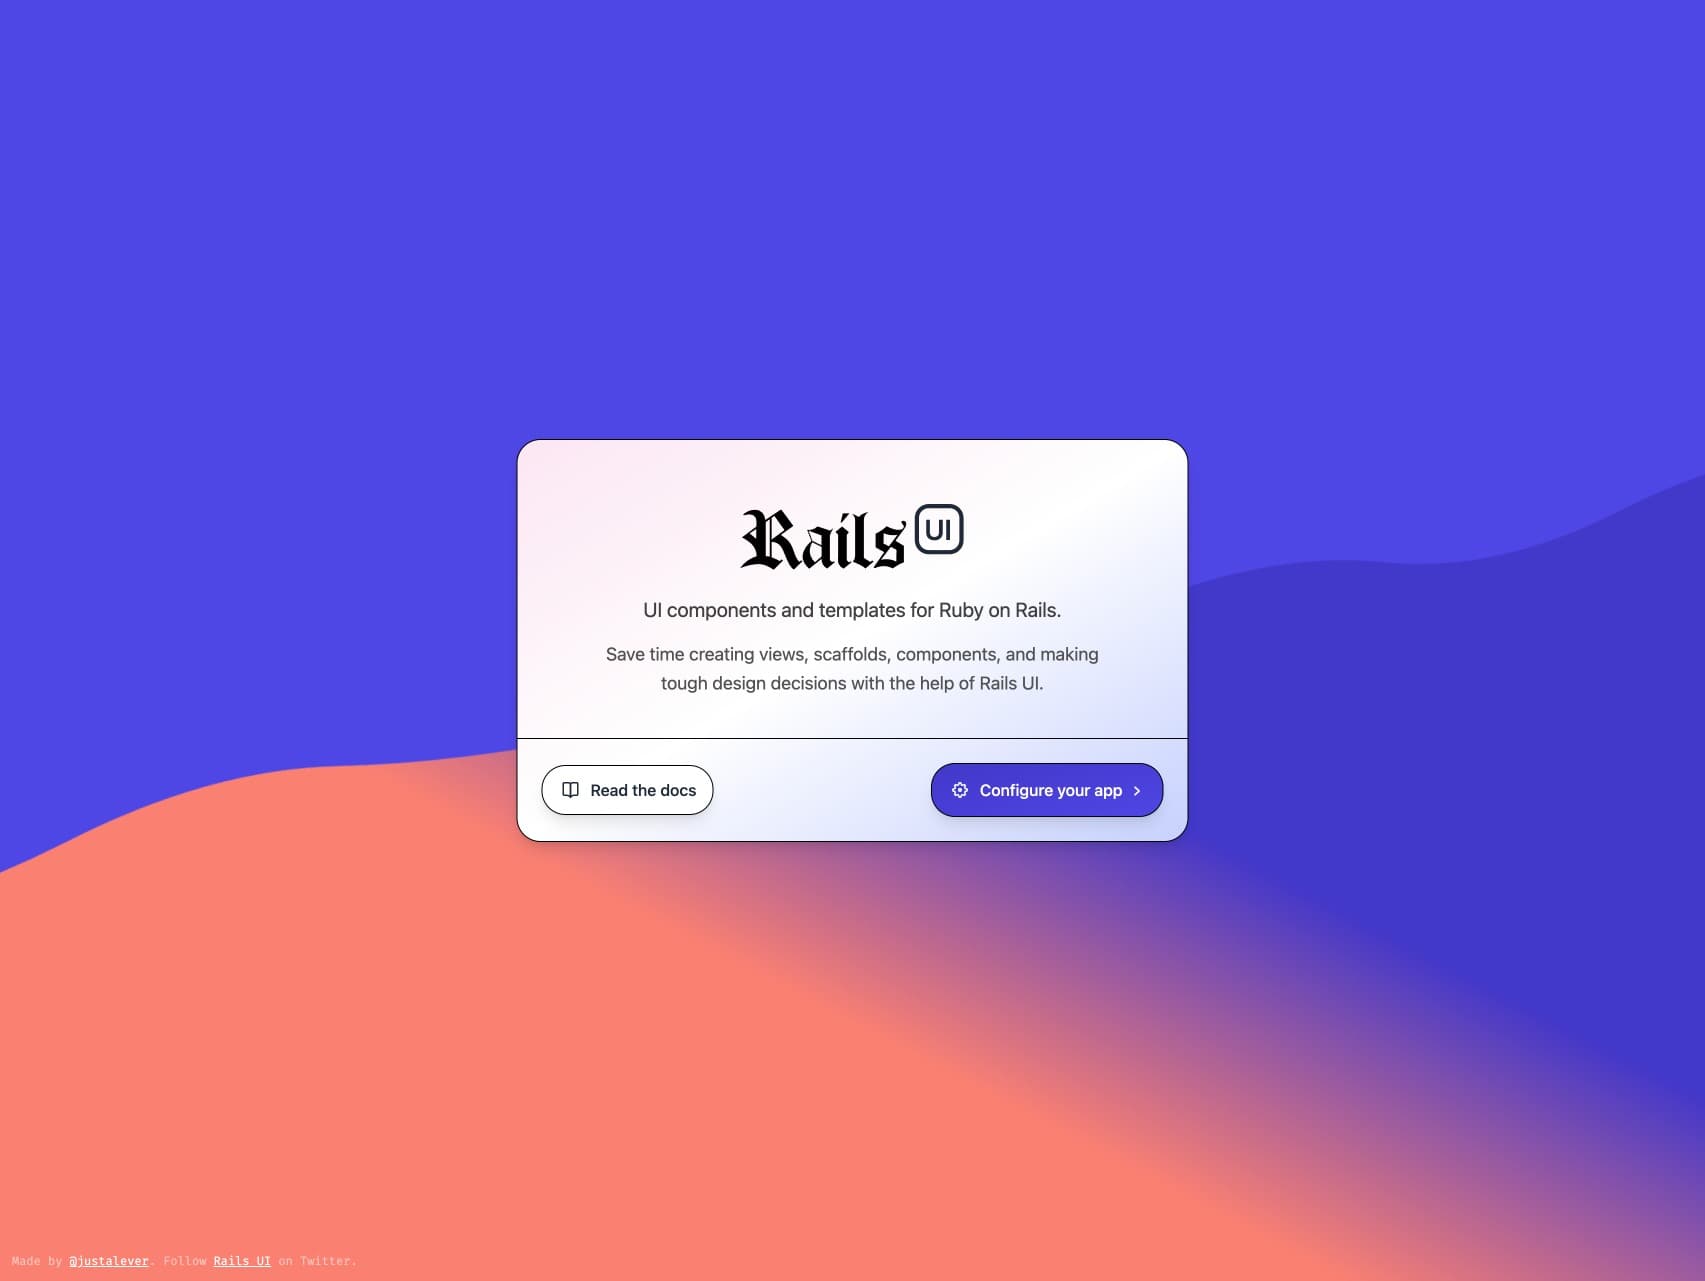 Rails UI
UI components and templates for Ruby on Rails.
Save time creating views, scaffolds, components, and making
tough design decisions with the help of Rails UI.
Read the docs
Configure your app
Made by @justalever. Follow Rails UI on Twitter.